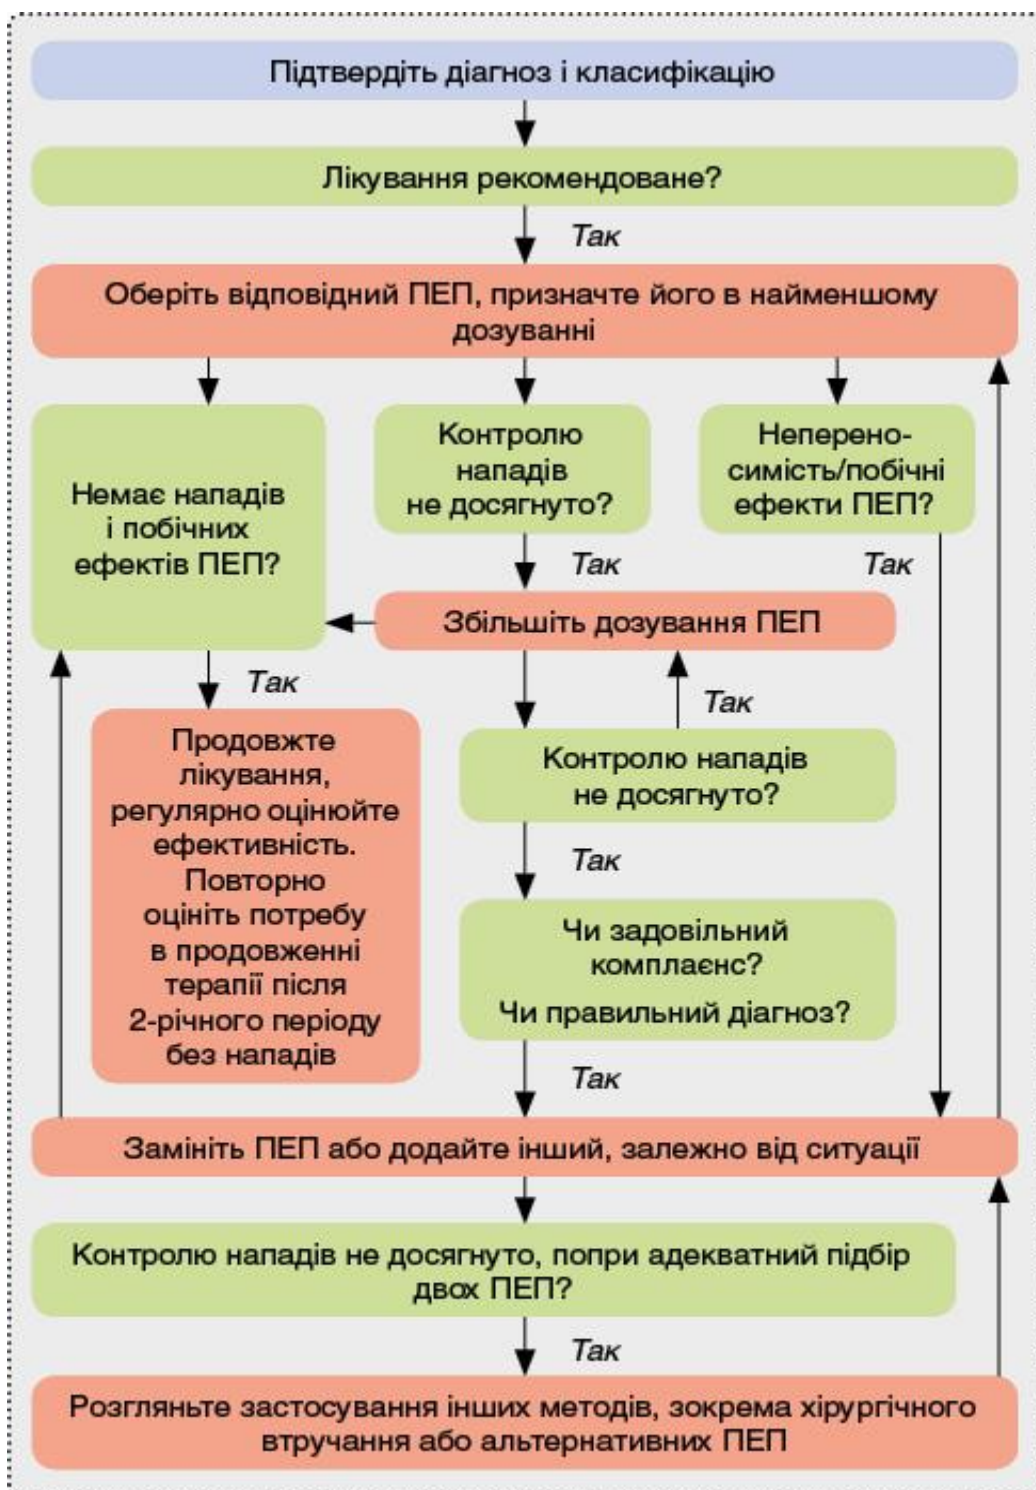 Підтвердіть діагноз і класифікацію
Лікування рекомендоване?
Так
Оберіть відповідний ПЕП, призначте його в найменшому
дозуванні
Немає нападів
і побічних
ефектів ПЕП?
Контролю
нападів
не досягнуто?
Неперено-
симість/побічні
ефекти ПЕП?
Так
Так
Збільшіть дозування ПЕП
Так
Так
Продовжте
лікування,
регулярно оцінюйте
ефективність.
Повторно
оцініть потребу
в продовженні
терапії після
2-річного періоду
без нападів
Контролю нападів
не досягнуто?
Так
Чи задовільний
комплаєнс?
Чи правильний діагноз?
Так
Замініть ПЕП або додайте інший, залежно від ситуації
Контролю нападів не досягнуто, попри адекватний підбір
двох ПЕП?
Так
Розгляньте застосування інших методів, зокрема хірургічного
втручання або альтернативних ПЕП